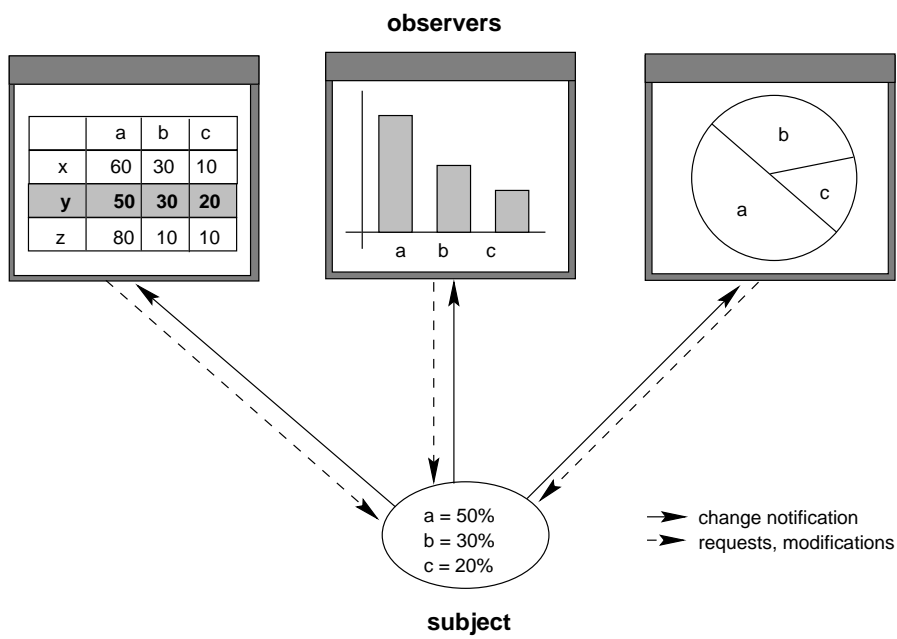 observers
a b c
x 60 30 10
y 50 30 20
z 80 10 10
a b c
b
c
a
a = 50%
b = 30%
c = 20%
change notification
requests, modifications
subject